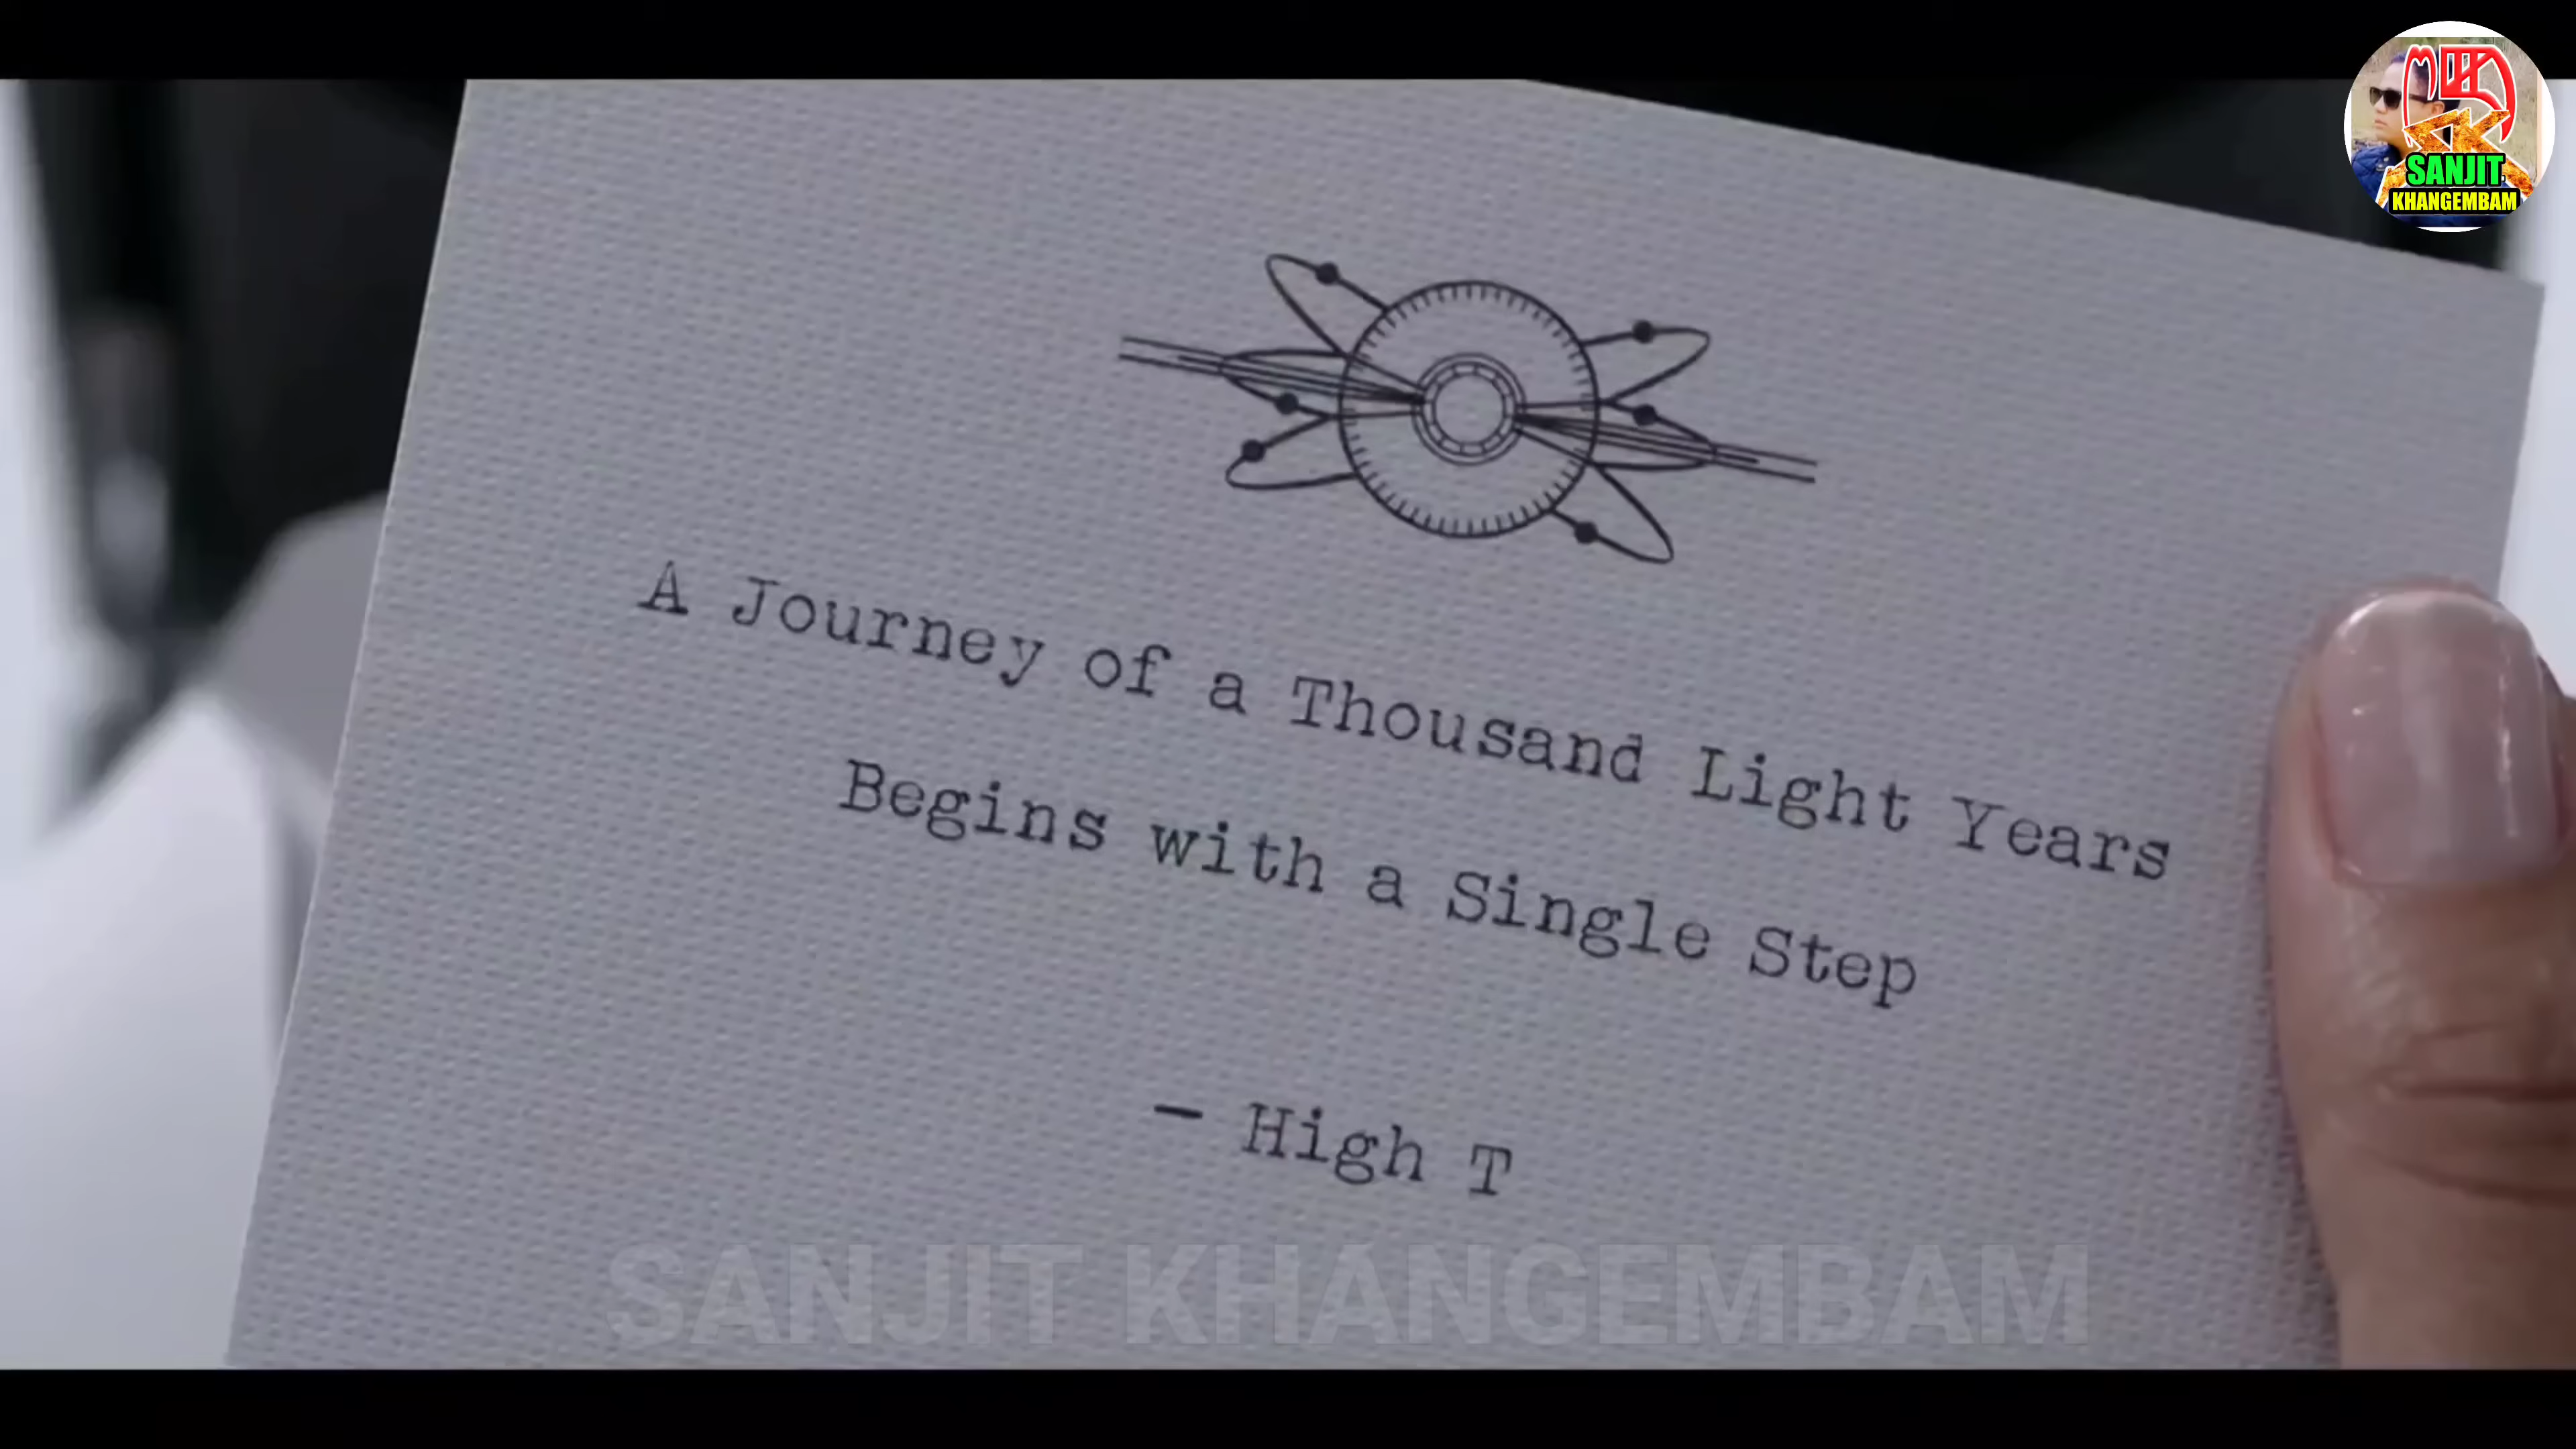 SANJIT
KHANGEMBAM
A Journey of a Thousand Light Years
Begins with a Single Step
— High T
SANJIT KHANGEMBAM